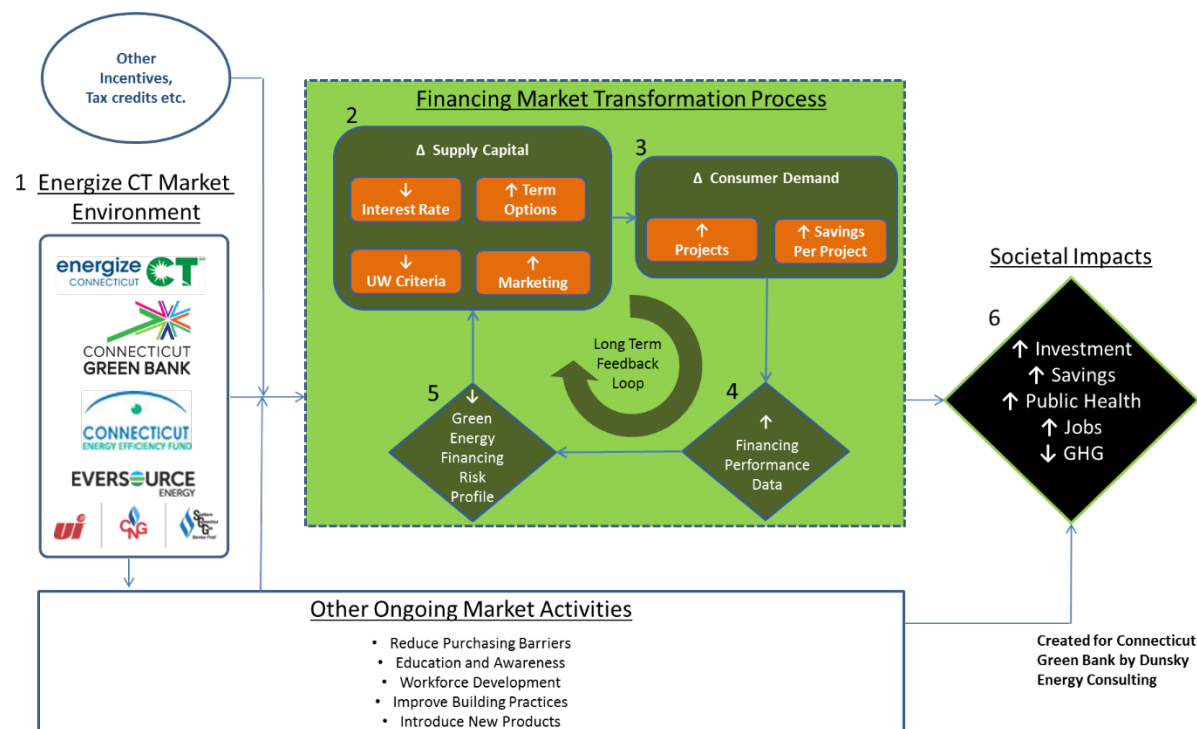 Other
Incentives,
Tax credits etc.
1 Energize CT Market
Environment
energize CT
CONNECTICUT
CONNECTICUT
GREEN BANK
CONNECTICUT
ENERGY EFFICIENCY FUND
EVERSOURCE
ENERGY
ui
CNG
Financing Market Transformation Process
2
Δ Supply Capital
↓
Interest Rate
↑ Term
Options
↓
UW Criteria
↑
Marketing
3
Δ Consumer Demand
↑
Projects
↑ Savings
Per Project
Long Term
Feedback
Loop
4
↑
Financing
Performance
Data
5
↓
Green
Energy
Financing
Risk
Profile
Societal Impacts
6
↑ Investment
↑ Savings
↑ Public Health
↑ Jobs
↓ GHG
Other Ongoing Market Activities
• Reduce Purchasing Barriers
• Education and Awareness
• Workforce Development
• Improve Building Practices
• Introduce New Products
Created for Connecticut
Green Bank by Dunsky
Energy Consulting